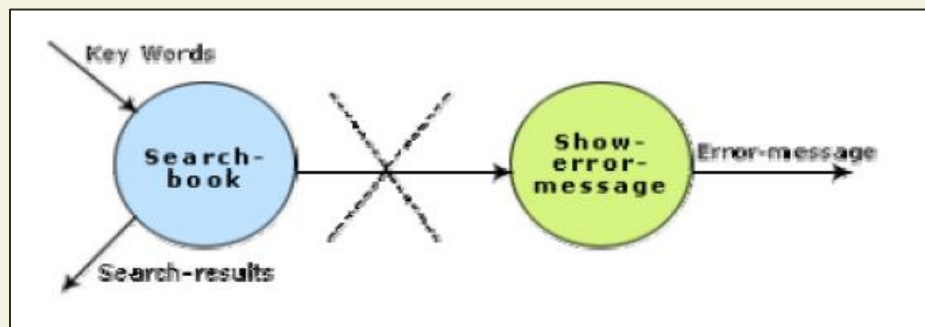 Key Words
Search-
book
Search-results
Show-
error-
message
Error-message